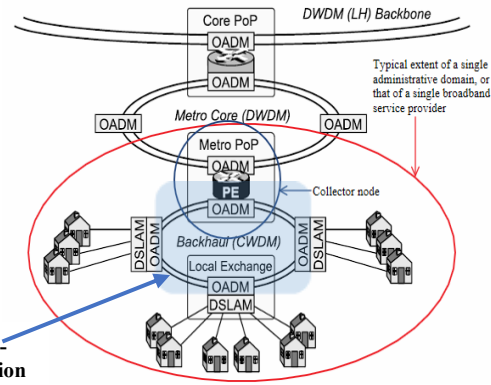 Core PoP
DWDM (LH) Backbone
OADM
OADM
Typical extent of a single
administrative domain, or
that of a single broadband
service provider
OADM
Metro Core (DWDM)
OADM
Metro PoP
OADM
PE
Collector node
OADM
DSLAM
OADM
Backhaul (CWDM)
OADM
DSLAM
Local Exchange
OADM
DSLAM